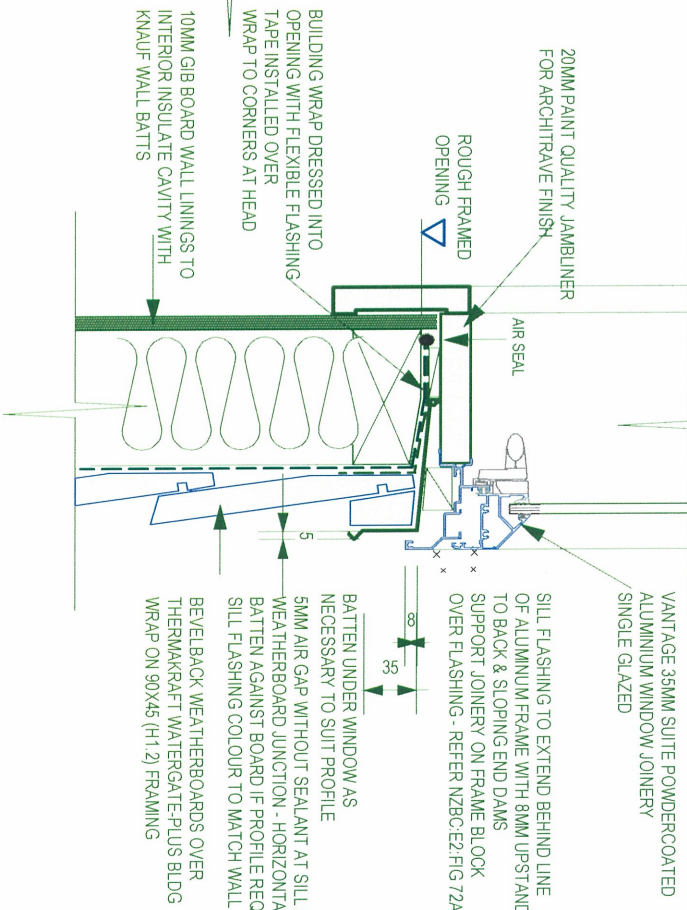 20MM PAINT QUALITY JAMBLINER
FOR ARCHITRAVE FINISH
ROUGH FRAMED
OPENING
BUILDING WRAP DRESSED INTO
OPENING WITH FLEXIBLE FLASHING
TAPE INSTALLED OVER
WRAP TO CORNERS AT HEAD
10MM GIB BOARD WALL LININGS TO
INTERIOR INSULATE CAVITY WITH
KNAUF WALL BATTS
AIR SEAL
5
8
35
VANTAGE 35MM SUITE POWDERCOATED
ALUMINIUM WINDOW JOINERY
SINGLE GLAZED
SILL FLASHING TO EXTEND BEHIND LINE
OF ALUMINUM FRAME WITH 8MM UPSTAND
TO BACK & SLOPING END DAMS
SUPPORT JOINERY ON FRAME BLOCK
OVER FLASHING - REFER NZBC:E2:FIG 72A
BATTEN UNDER WINDOW AS
NECESSARY TO SUIT PROFILE
5MM AIR GAP WITHOUT SEALANT AT SILL
WEATHERBOARD JUNCTION - HORIZONTA
BATTEN AGAINST BOARD IF PROFILE REQ
SILL FLASHING COLOUR TO MATCH WALL
BEVELBACK WEATHERBOARDS OVER
THERMAKRAFT WATERGATE-PLUS BLDG
WRAP ON 90X45 (H1.2) FRAMING